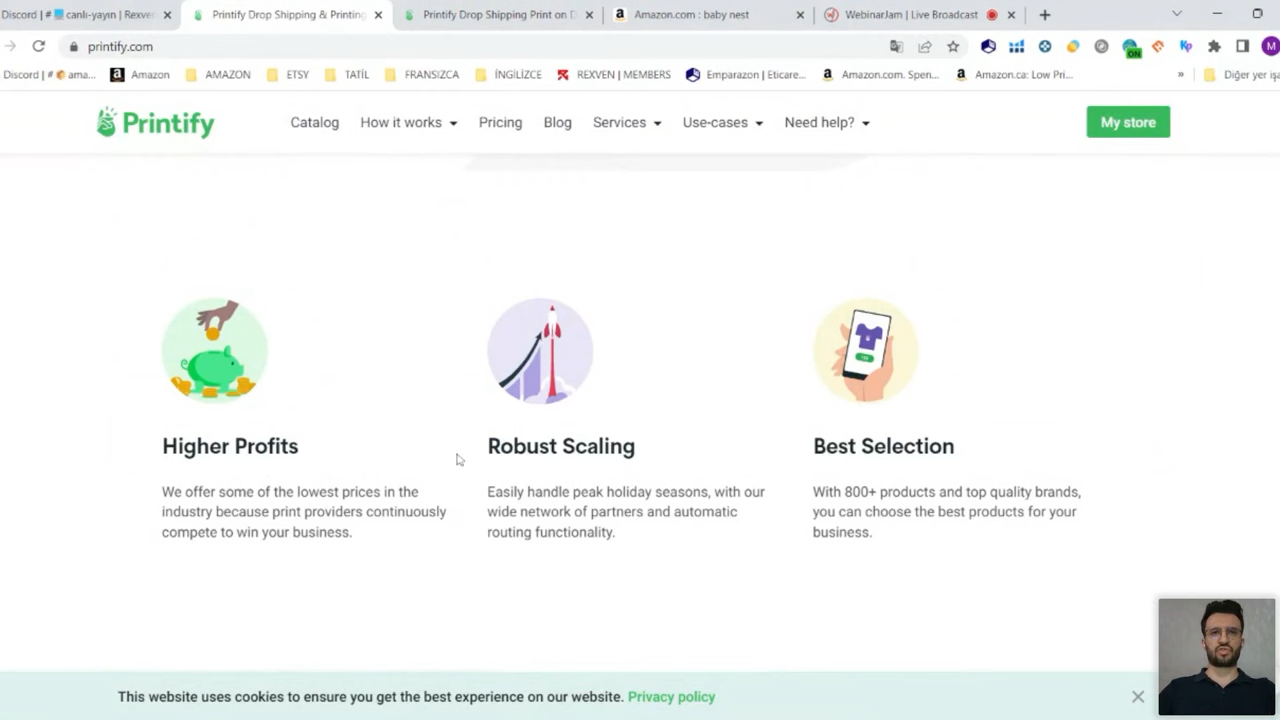 Discord | # canlı-yayın | Rexve
Printify Drop Shipping & Printing
Printify Drop Shipping Print on D
Amazon.com : baby nest
WebinarJam | Live Broadcast
printify.com
ON
M
Discord | # ama...
Amazon
AMAZON
ETSY
TATİL
FRANSIZCA
İNGİLİZCE
REXVEN | MEMBERS
Emparazon | Eticare...
Amazon.com. Spen...
Amazon.ca: Low Pri...
»
Diğer yer işa
Printify
Catalog
How it works
Pricing
Blog
Services
Use-cases
Need help?
My store
Higher Profits
We offer some of the lowest prices in the
industry because print providers continuously
compete to win your business.
Robust Scaling
Easily handle peak holiday seasons, with our
wide network of partners and automatic
routing functionality.
Best Selection
With 800+ products and top quality brands,
you can choose the best products for your
business.
This website uses cookies to ensure you get the best experience on our website. Privacy policy